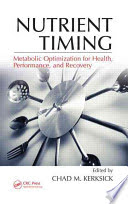 NUTRIENT
TIMING
Metabolic Optimization for Health,
Performance, and Recovery
Edited by
CHAD M. KERKSICK
CRC Press